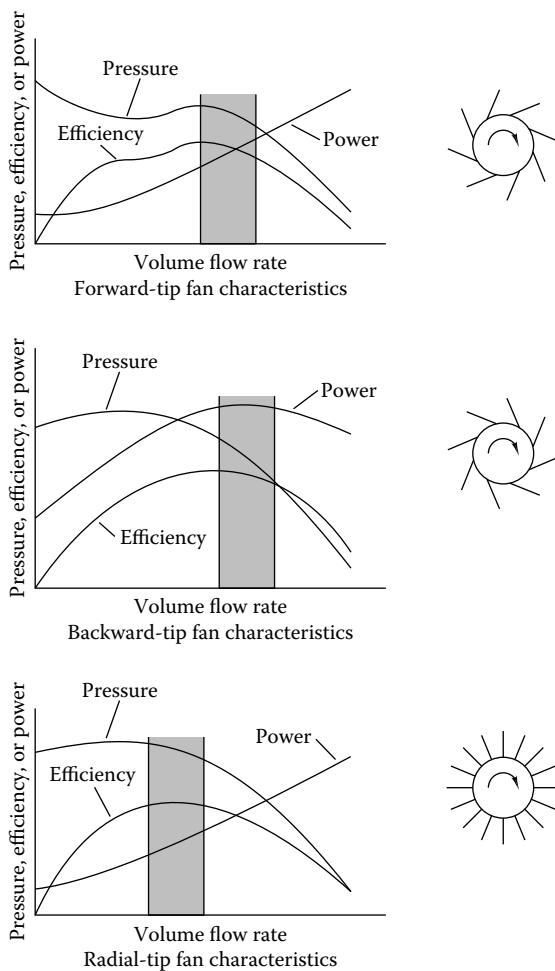 Pressure, efficiency, or power
Pressure
Efficiency
Power
Volume flow rate
Forward-tip fan characteristics
Pressure, efficiency, or power
Pressure
Power
Efficiency
Volume flow rate
Backward-tip fan characteristics
Pressure, efficiency, or power
Pressure
Power
Efficiency
Volume flow rate
Radial-tip fan characteristics